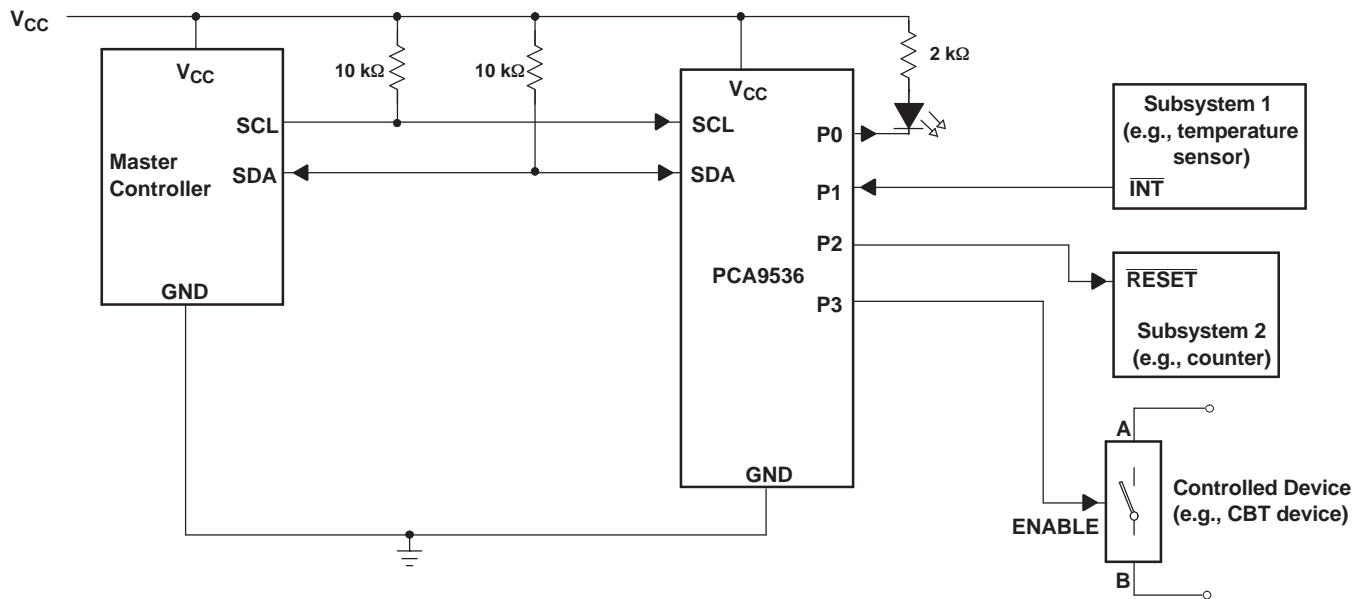 VCC
VCC
SCL
Master
Controller
SDA
GND
10 kΩ
10 kΩ
VCC
SCL
SDA
PCA9536
P0
P1
P2
P3
GND
2 kΩ
Subsystem 1
(e.g., temperature
sensor)
INT
RESET
Subsystem 2
(e.g., counter)
A
ENABLE
B
Controlled Device
(e.g., CBT device)